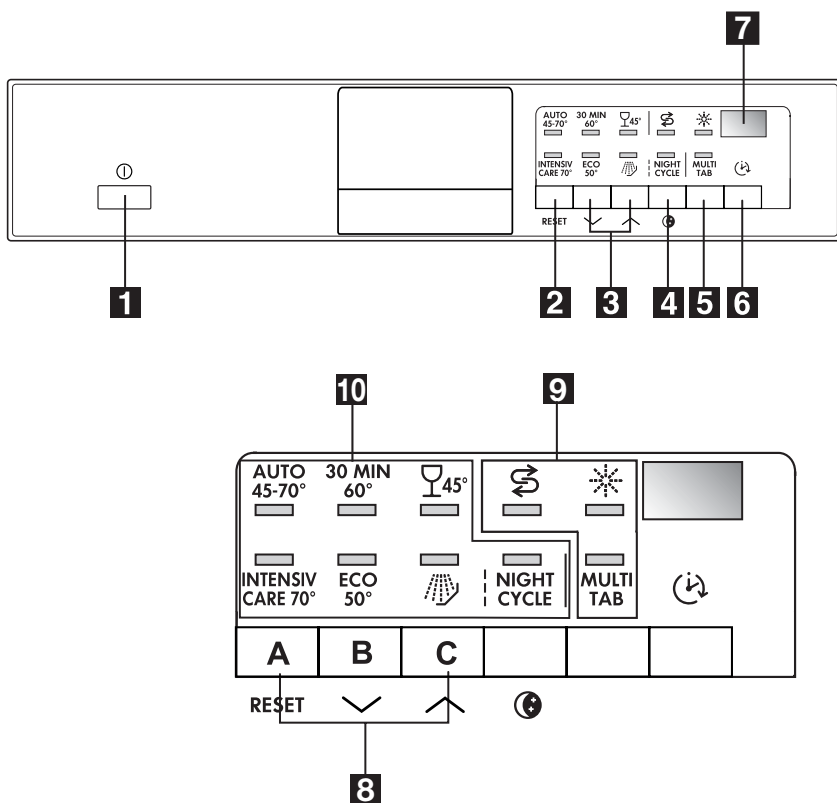 7
AUTO 30 MIN
45-70° 60° 45°
INTENSIV ECO NIGHT MULTI
CARE 70° 50° CYCLE TAB
RESET
1 2 3 4 5 6
10 9
AUTO 30 MIN
45-70° 60° 45°
INTENSIV ECO NIGHT MULTI
CARE 70° 50° CYCLE TAB
A B C
RESET
8